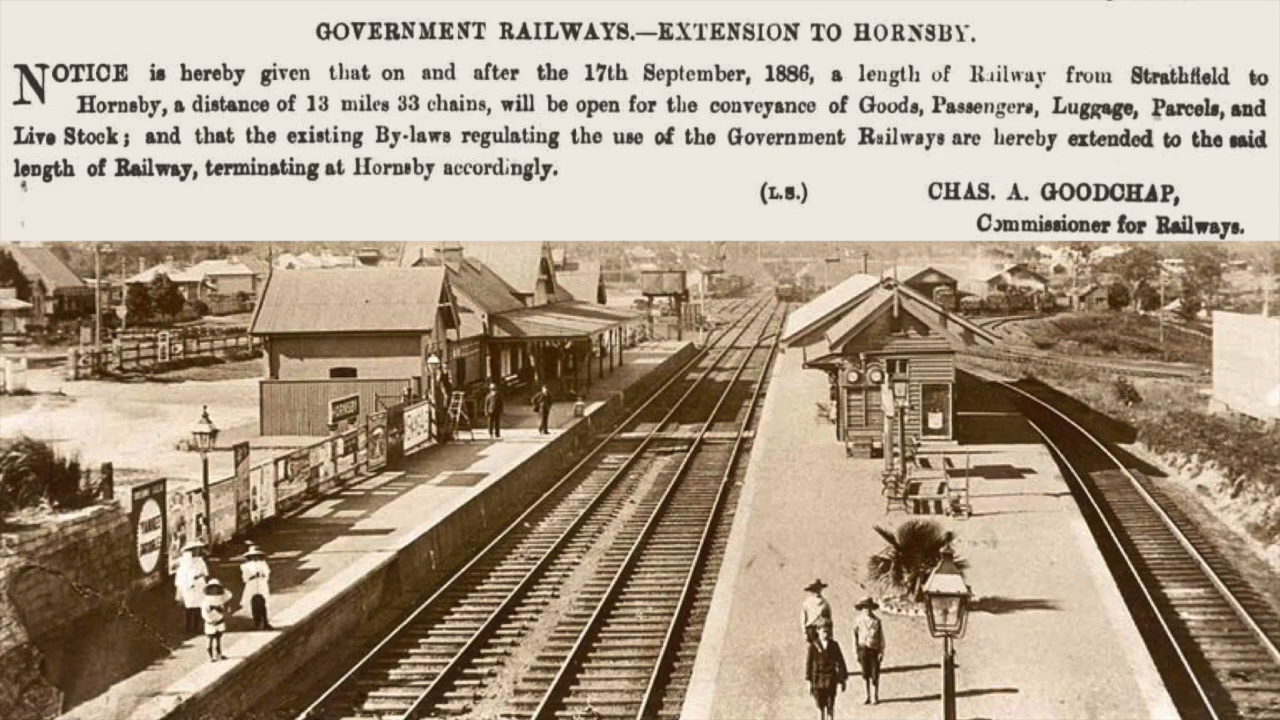 GOVERNMENT RAILWAYS.—EXTENSION TO HORNSBY.
NOTICE is hereby given that on and after the 17th September, 1886, a length of Railway from Strathfield to
Hornsby, a distance of 13 miles 33 chains, will be open for the conveyance of Goods, Passengers, Luggage, Parcels, and
Live Stock; and that the existing By-laws regulating the use of the Government Railways are hereby extended to the said
length of Railway, terminating at Hornsby accordingly.
(L.S.) CHAS. A. GOODCHAP,
Commissioner for Railways.
HORNSBY